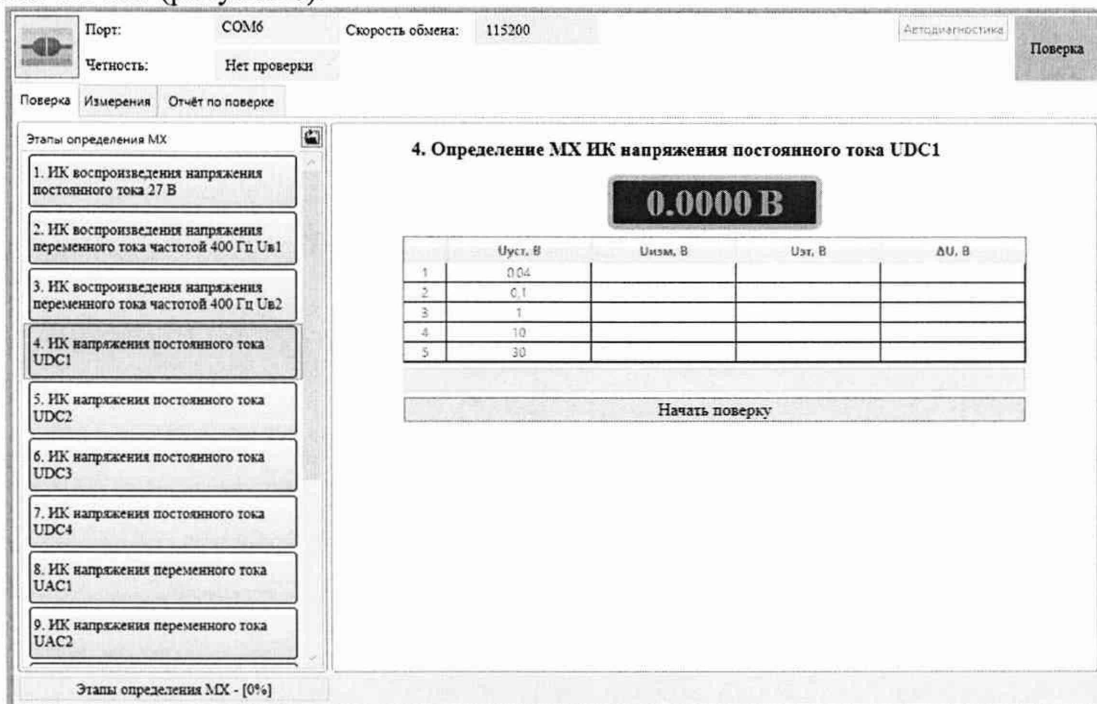 Порт:
COM6
Скорость обмена:
115200
Автодиагностика
Поверка
Четность:
Нет проверки
Поверка
Измерения
Отчёт по поверке
Этапы определения МХ
1. ИК воспроизведения напряжения
постоянного тока 27 В
2. ИК воспроизведения напряжения
переменного тока частотой 400 Гц Uв1
3. ИК воспроизведения напряжения
переменного тока частотой 400 Гц Uв2
4. ИК напряжения постоянного тока
UDC1
5. ИК напряжения постоянного тока
UDC2
6. ИК напряжения постоянного тока
UDC3
7. ИК напряжения постоянного тока
UDC4
8. ИК напряжения переменного тока
UAC1
9. ИК напряжения переменного тока
UAC2
Этапы определения МХ - [0%]
4. Определение МХ ИК напряжения постоянного тока UDC1
0.0000 В
Uуст, В Uизм, В Uэт, В ΔU, В
1 0,04
2 0,1
3 1
4 10
5 30
Начать поверку